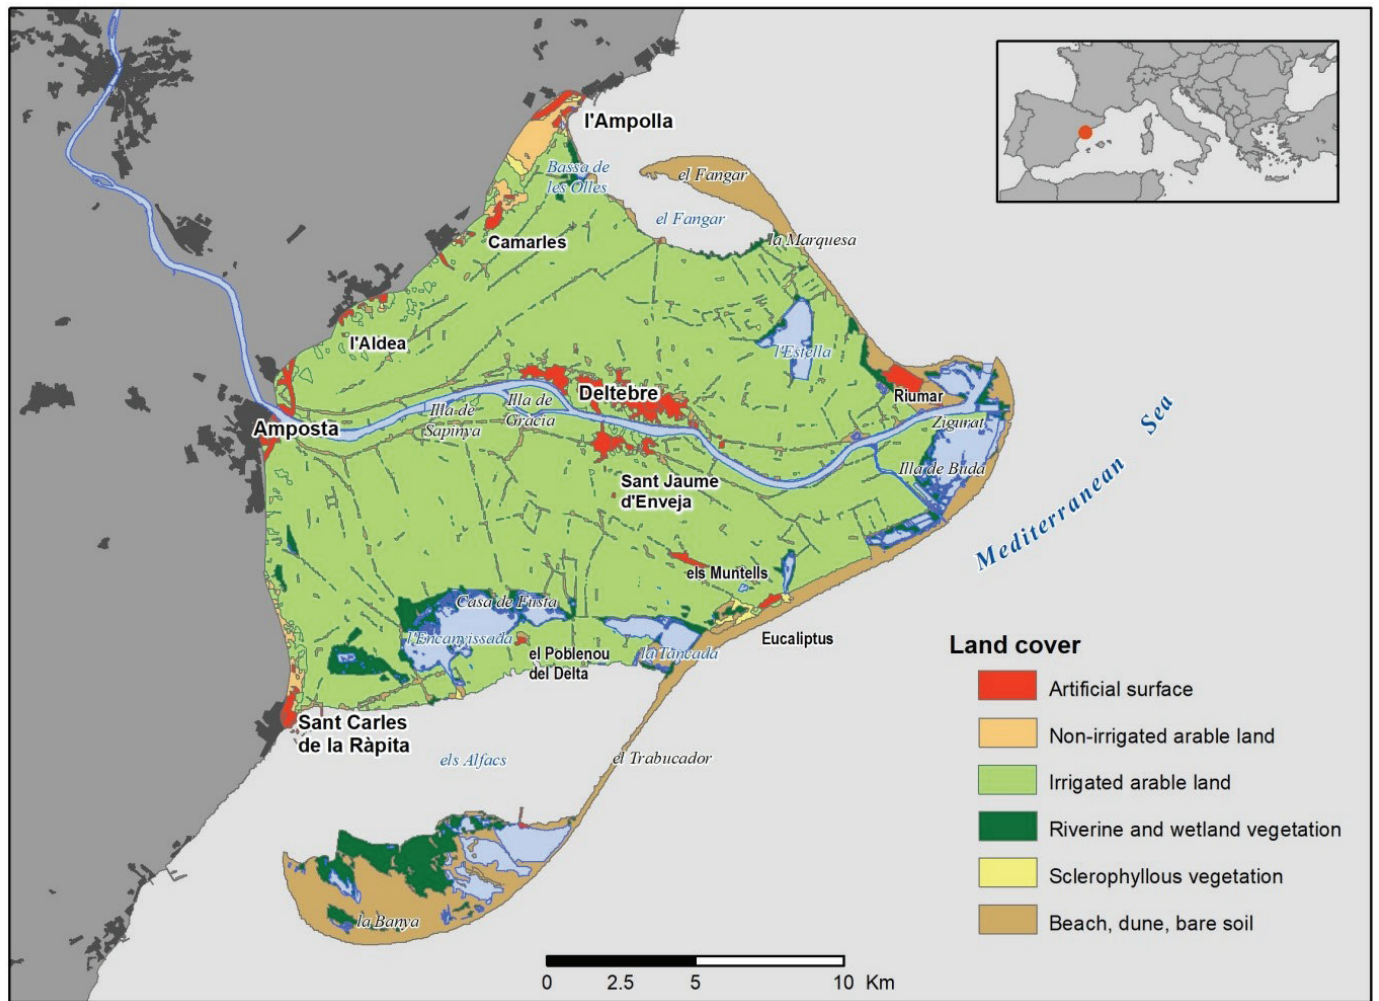 l'Ampolla
Bassa de
les Olles
el Fangar
el Fangar
la Marquesa
Camarles
l'Aldea
l'Estella
Riumar
Deltebre
Illa de
Gràcia
Illa de
Sapinya
Amposta
Zigurat
Illa de Buda
Sant Jaume
d'Enveja
Mediterranean Sea
els Muntells
Casa de Fusta
l'Encanyissada
el Poblenou
del Delta
la Tancada
Eucaliptus
Sant Carles
de la Ràpita
els Alfacs
el Trabucador
la Banya
Land cover
Artificial surface
Non-irrigated arable land
Irrigated arable land
Riverine and wetland vegetation
Sclerophyllous vegetation
Beach, dune, bare soil
0 2.5 5 10 Km